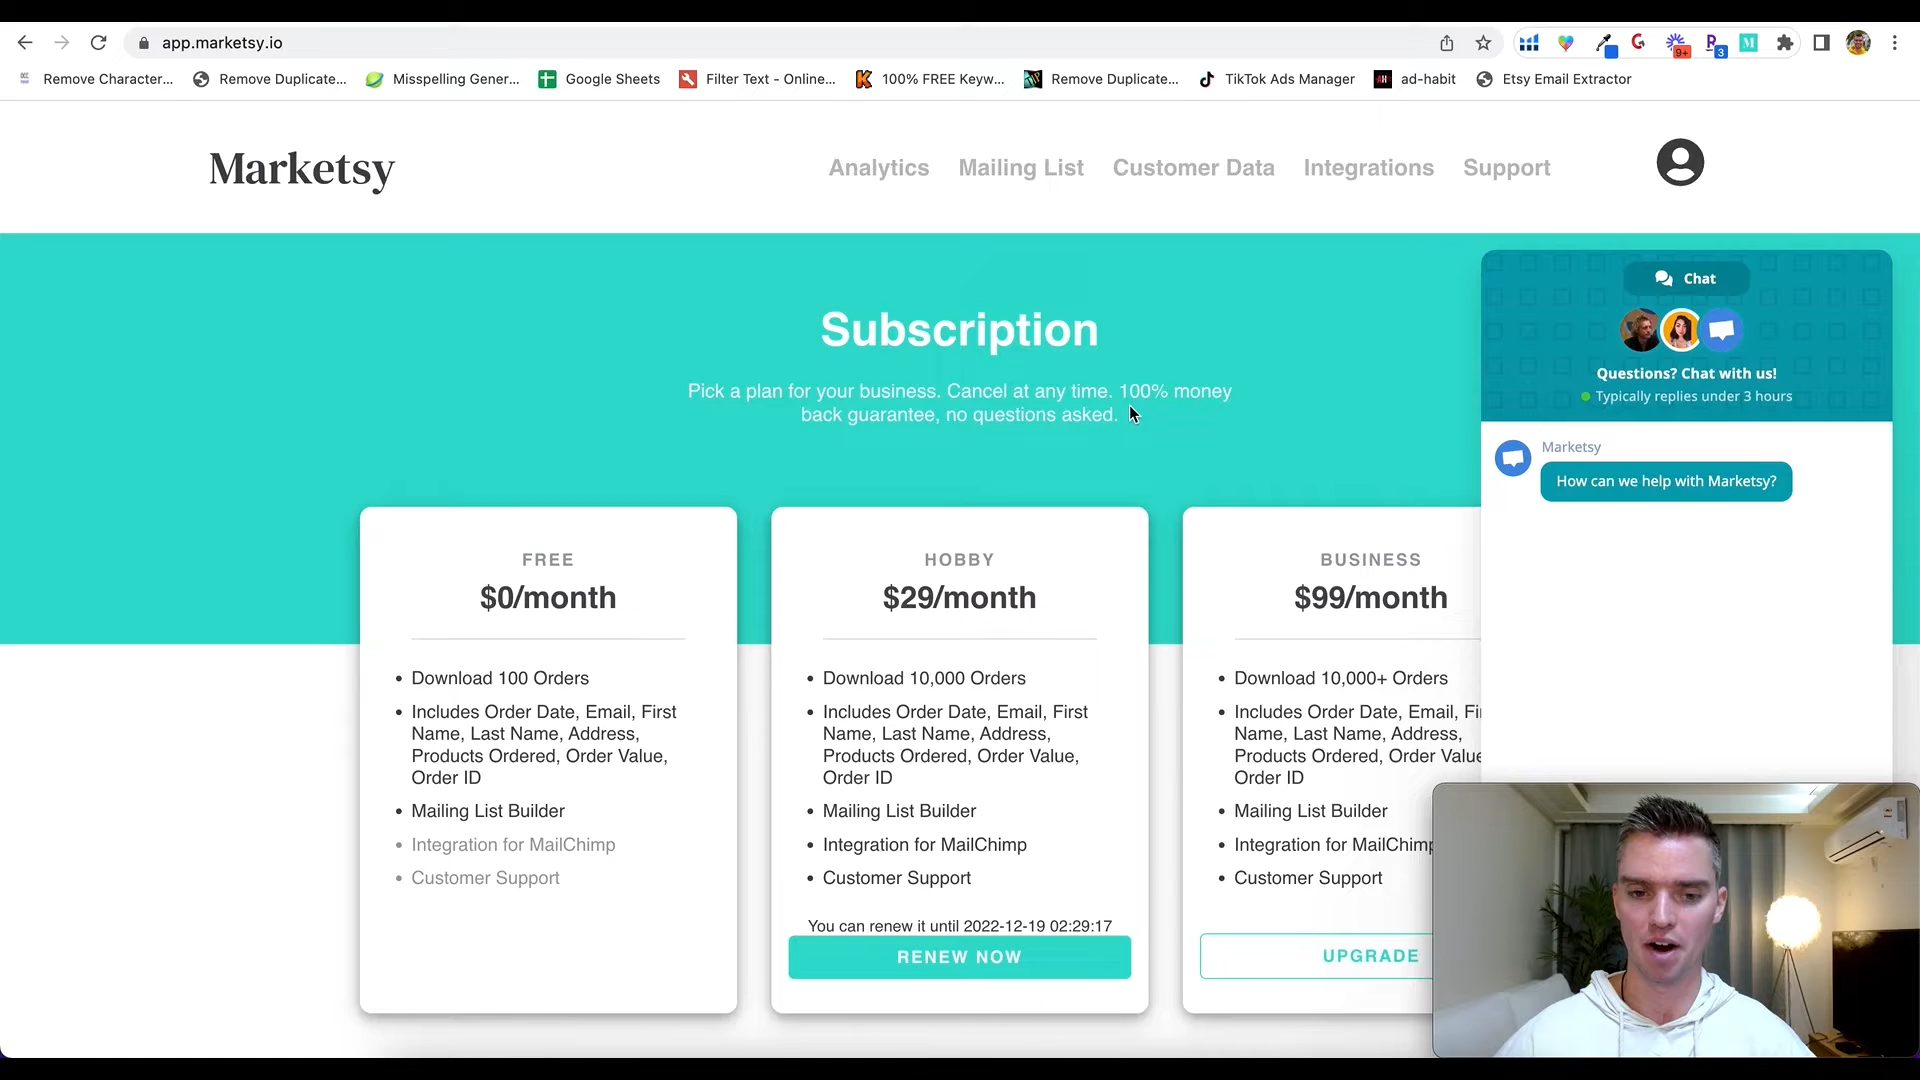 app.marketsy.io
9+
3
M
Remove Character...
Remove Duplicate...
Misspelling Gener...
Google Sheets
Filter Text - Online...
100% FREE Keyw...
Remove Duplicate...
TikTok Ads Manager
ad-habit
Etsy Email Extractor
Marketsy
Analytics
Mailing List
Customer Data
Integrations
Support
Subscription
Pick a plan for your business. Cancel at any time. 100% money
back guarantee, no questions asked.
FREE
$0/month
Download 100 Orders
Includes Order Date, Email, First
Name, Last Name, Address,
Products Ordered, Order Value,
Order ID
Mailing List Builder
Integration for MailChimp
Customer Support
HOBBY
$29/month
Download 10,000 Orders
Includes Order Date, Email, First
Name, Last Name, Address,
Products Ordered, Order Value,
Order ID
Mailing List Builder
Integration for MailChimp
Customer Support
You can renew it until 2022-12-19 02:29:17
RENEW NOW
BUSINESS
$99/month
Download 10,000+ Orders
Includes Order Date, Email, Fi
Name, Last Name, Address,
Products Ordered, Order Value
Order ID
Mailing List Builder
Integration for MailChimp
Customer Support
UPGRADE
Chat
Questions? Chat with us!
Typically replies under 3 hours
Marketsy
How can we help with Marketsy?